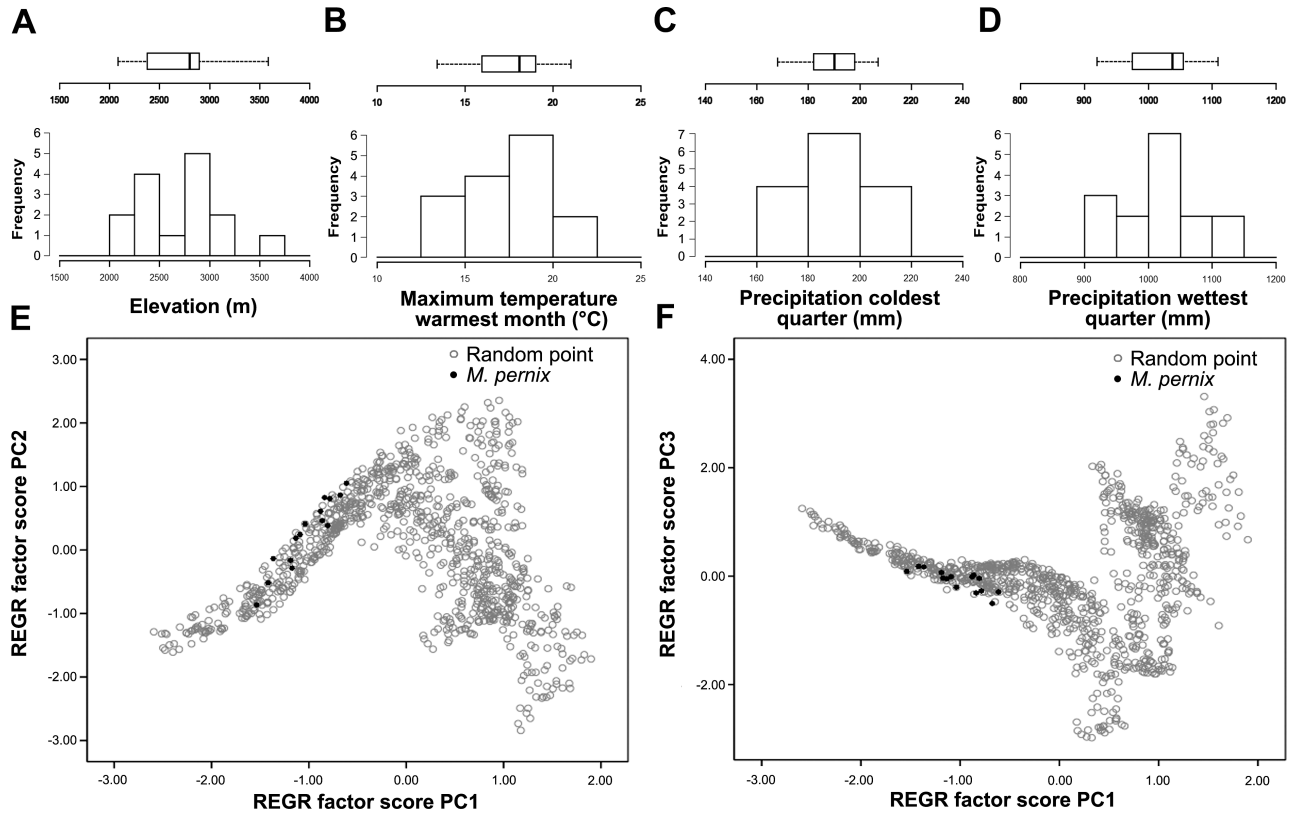 A
B
C
D
1500 2000 2500 3000 3500 4000
10 15 20 25
140 160 180 200 220 240
800 900 1000 1100 1200
Frequency
6
5
4
3
2
1
0
1500 2000 2500 3000 3500 4000
Elevation (m)
Frequency
6
5
4
3
2
1
0
10 15 20 25
Maximum temperature
warmest month (°C)
Frequency
7
6
5
4
3
2
1
0
140 160 180 200 220 240
Precipitation coldest
quarter (mm)
Frequency
6
5
4
3
2
1
0
800 900 1000 1100 1200
Precipitation wettest
quarter (mm)
E
Random point
M. pernix
REGR factor score PC2
3.00
2.00
1.00
0.00
-1.00
-2.00
-3.00
-3.00 -2.00 -1.00 0.00 1.00 2.00
REGR factor score PC1
F
Random point
M. pernix
REGR factor score PC3
4.00
2.00
0.00
-2.00
-3.00 -2.00 -1.00 0.00 1.00 2.00
REGR factor score PC1